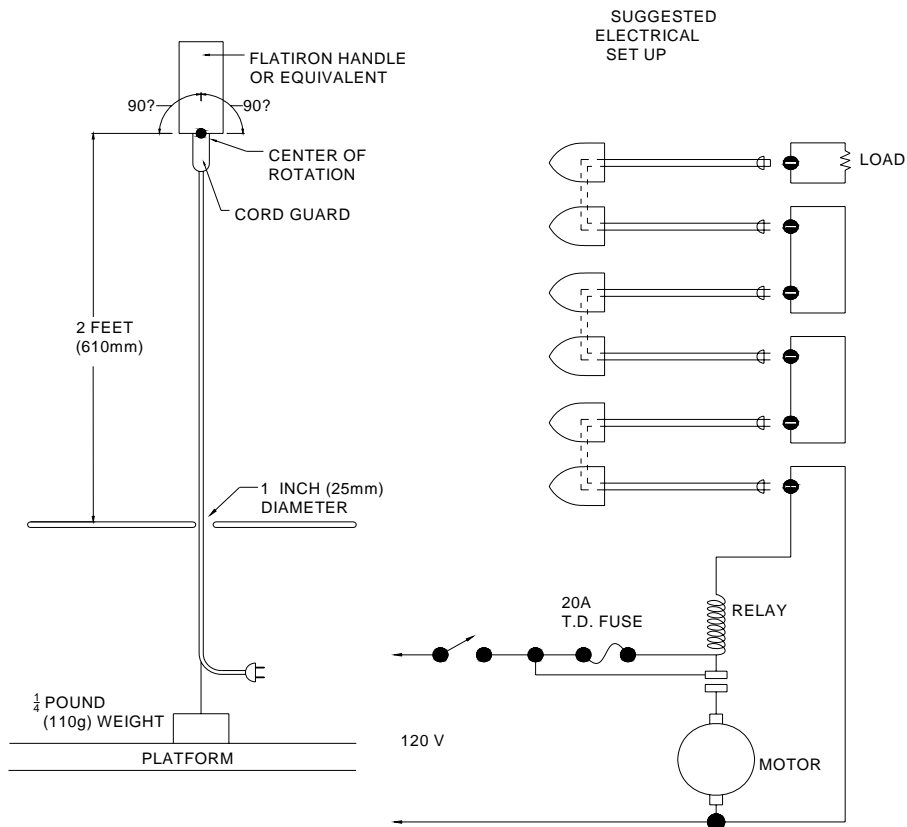 SUGGESTED
ELECTRICAL
SET UP
FLATIRON HANDLE
OR EQUIVALENT
90?
90?
CENTER OF
ROTATION
CORD GUARD
LOAD
2 FEET
(610mm)
1 INCH (25mm)
DIAMETER
20A
T.D. FUSE
RELAY
1/4 POUND
(110g) WEIGHT
120 V
PLATFORM
MOTOR